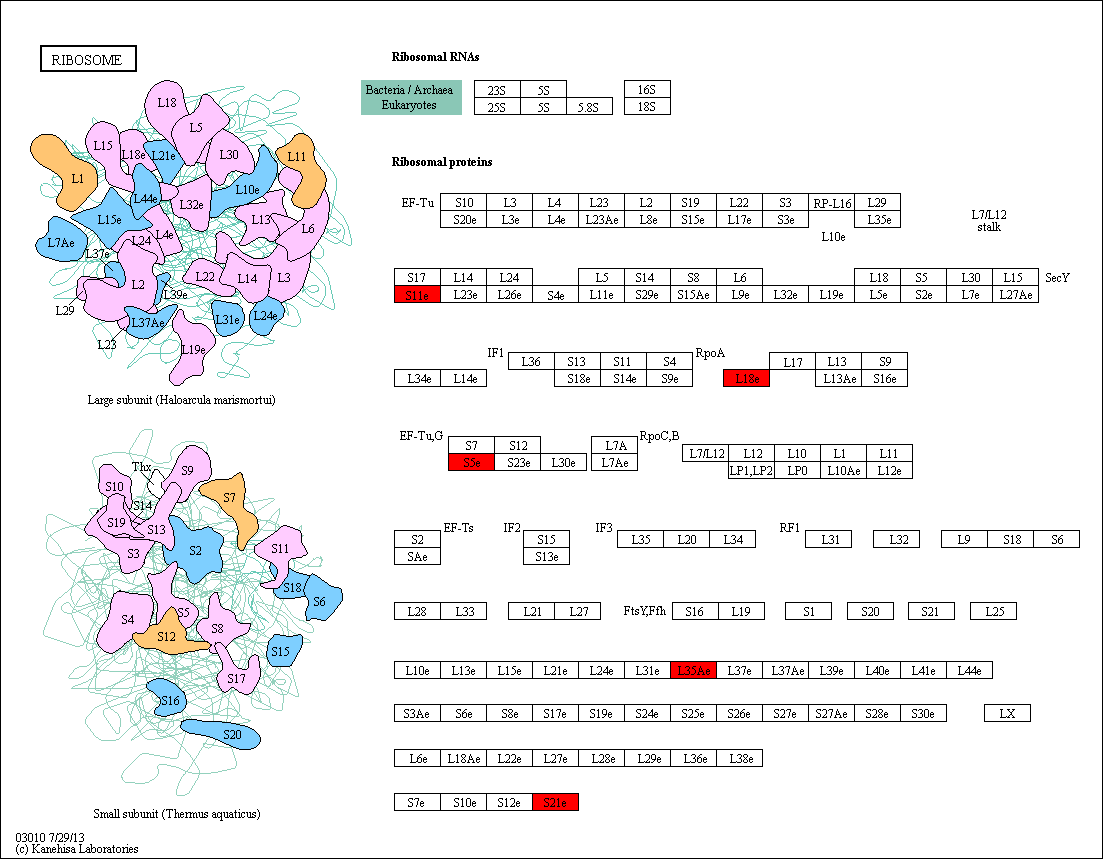 RIBOSOME
Ribosomal RNAs
Bacteria / Archaea 23S 5S 16S
Eukaryotes 25S 5S 5.8S 18S
Ribosomal proteins
EF-Tu S10 L3 L4 L23 L2 S19 L22 S3 RP-L16 L29
S20e L3e L4e L23Ae L8e S15e L17e S3e L35e
L10e
L7/L12
stalk
S17 L14 L24 L5 S14 S8 L6 L18 S5 L30 L15 SecY
S11e L23e L26e S4e L11e S29e S15Ae L9e L32e L19e L5e S2e L7e L27Ae
IF1 L36 S13 S11 S4 RpoA L17 L13 S9
L34e L14e S18e S14e S9e L18e L13Ae S16e
EF-Tu,G S7 S12 L7A RpoC,B L7/L12 L12 L10 L1 L11
S5e S23e L30e L7Ae LP1,LP2 LP0 L10Ae L12e
S2 EF-Ts IF2 S15 IF3 L35 L20 L34 RF1 L31 L32 L9 S18 S6
SAe S13e
L28 L33 L21 L27 FtsY,Ffh S16 L19 S1 S20 S21 L25
L10e L13e L15e L21e L24e L31e L35Ae L37e L37Ae L39e L40e L41e L44e
S3Ae S6e S8e S17e S19e S24e S25e S26e S27e S27Ae S28e S30e LX
L6e L18Ae L22e L27e L28e L29e L36e L38e
S7e S10e S12e S21e
L18
L5
L15
L18e
L21e
L30
L11
L1
L44e
L10e
L32e
L15e
L13
L6
L7Ae
L24
L4e
L37e
L2
L22
L14
L3
L39e
L29
L37Ae
L31e
L24e
L23
L19e
Large subunit (Haloarcula marismortui)
Thx
S9
S10
S7
S14
S19
S13
S3
S2
S11
S18
S6
S4
S5
S8
S12
S15
S17
S16
S20
Small subunit (Thermus aquaticus)
03010 7/29/13
(c) Kanehisa Laboratories